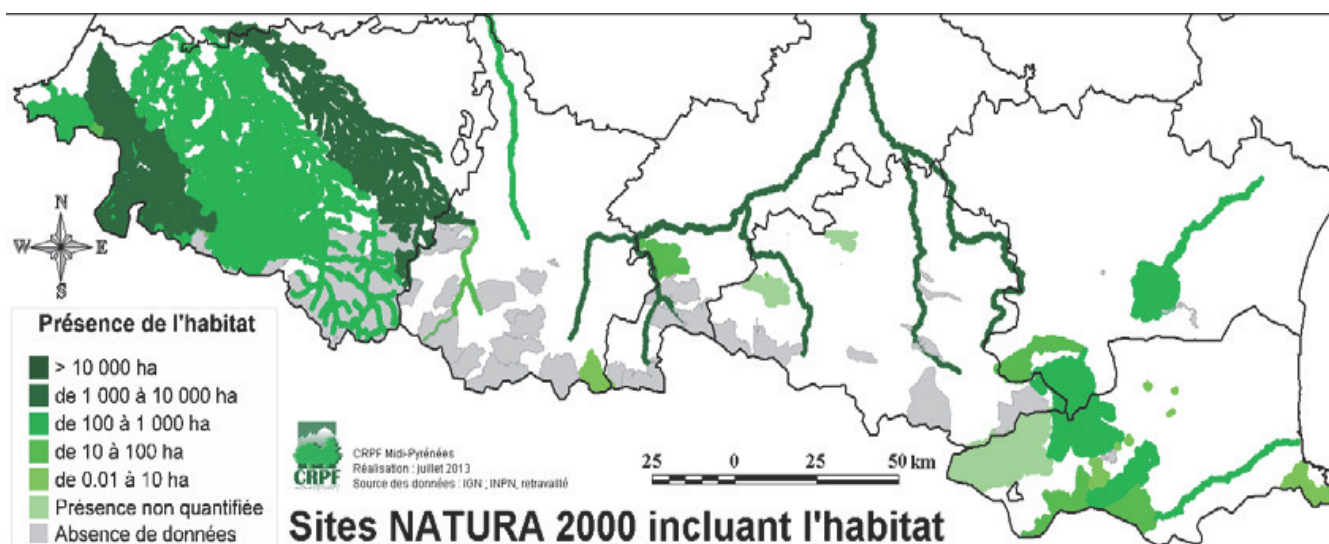 N
W E
S
Présence de l'habitat
> 10 000 ha
de 1 000 à 10 000 ha
de 100 à 1 000 ha
de 10 à 100 ha
de 0.01 à 10 ha
Présence non quantifiée
Absence de données
CRPF
CRPF Midi-Pyrénées
Réalisation : juillet 2013
Source des données : IGN ; INPN, retravaillé
25 0 25 50 km
Sites NATURA 2000 incluant l'habitat